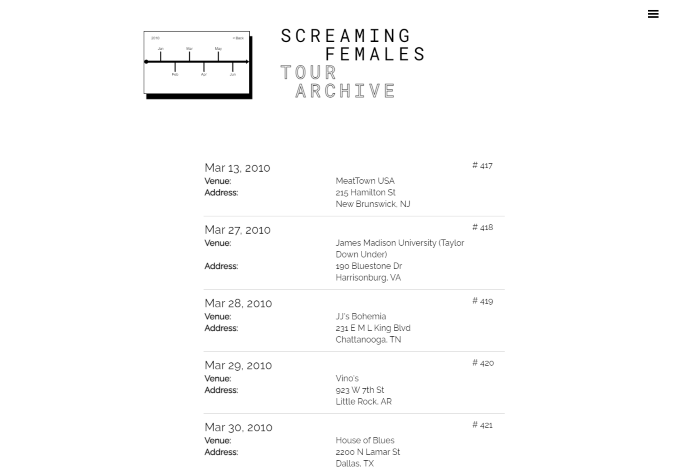 2010
< Back
Jan
Mar
May
Feb
Apr
Jun
SCREAMING
FEMALES
TOUR
ARCHIVE
Mar 13, 2010
# 417
Venue: MeatTown USA
Address: 215 Hamilton St
New Brunswick, NJ
Mar 27, 2010
# 418
Venue: James Madison University (Taylor
Down Under)
Address: 190 Bluestone Dr
Harrisonburg, VA
Mar 28, 2010
# 419
Venue: JJ's Bohemia
Address: 231 E M L King Blvd
Chattanooga, TN
Mar 29, 2010
# 420
Venue: Vino's
Address: 923 W 7th St
Little Rock, AR
Mar 30, 2010
# 421
Venue: House of Blues
Address: 2200 N Lamar St
Dallas, TX